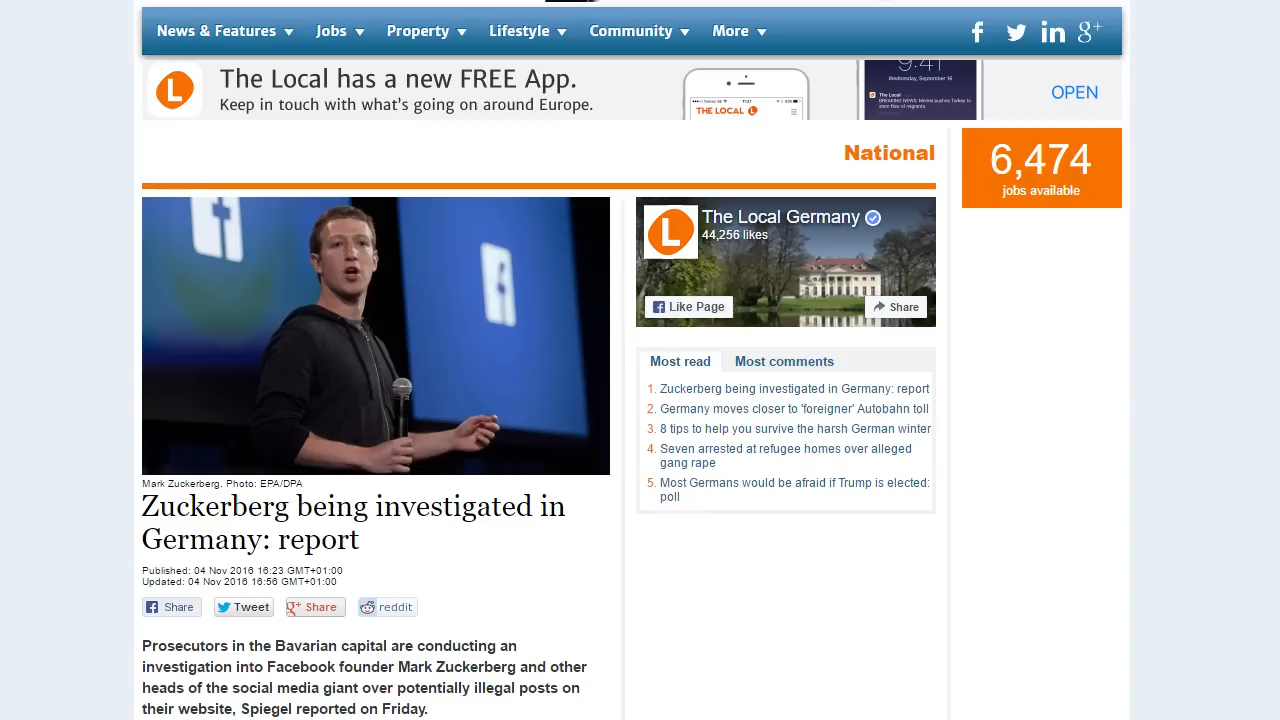 News & Features
Jobs
Property
Lifestyle
Community
More
The Local has a new FREE App.
Keep in touch with what's going on around Europe.
THE LOCAL
9:41
Wednesday, September 16
The Local
OPEN
National
6,474
jobs available
The Local Germany
44,256 likes
Like Page
Share
Most read
Most comments
1. Zuckerberg being investigated in Germany: report
2. Germany moves closer to 'foreigner' Autobahn toll
3. 8 tips to help you survive the harsh German winter
4. Seven arrested at refugee homes over alleged
gang rape
5. Most Germans would be afraid if Trump is elected:
poll
Mark Zuckerberg. Photo: EPA/DPA
Zuckerberg being investigated in
Germany: report
Published: 04 Nov 2016 16:23 GMT+01:00
Updated: 04 Nov 2016 16:56 GMT+01:00
Share
Tweet
Share
reddit
Prosecutors in the Bavarian capital are conducting an
investigation into Facebook founder Mark Zuckerberg and other
heads of the social media giant over potentially illegal posts on
their website, Spiegel reported on Friday.